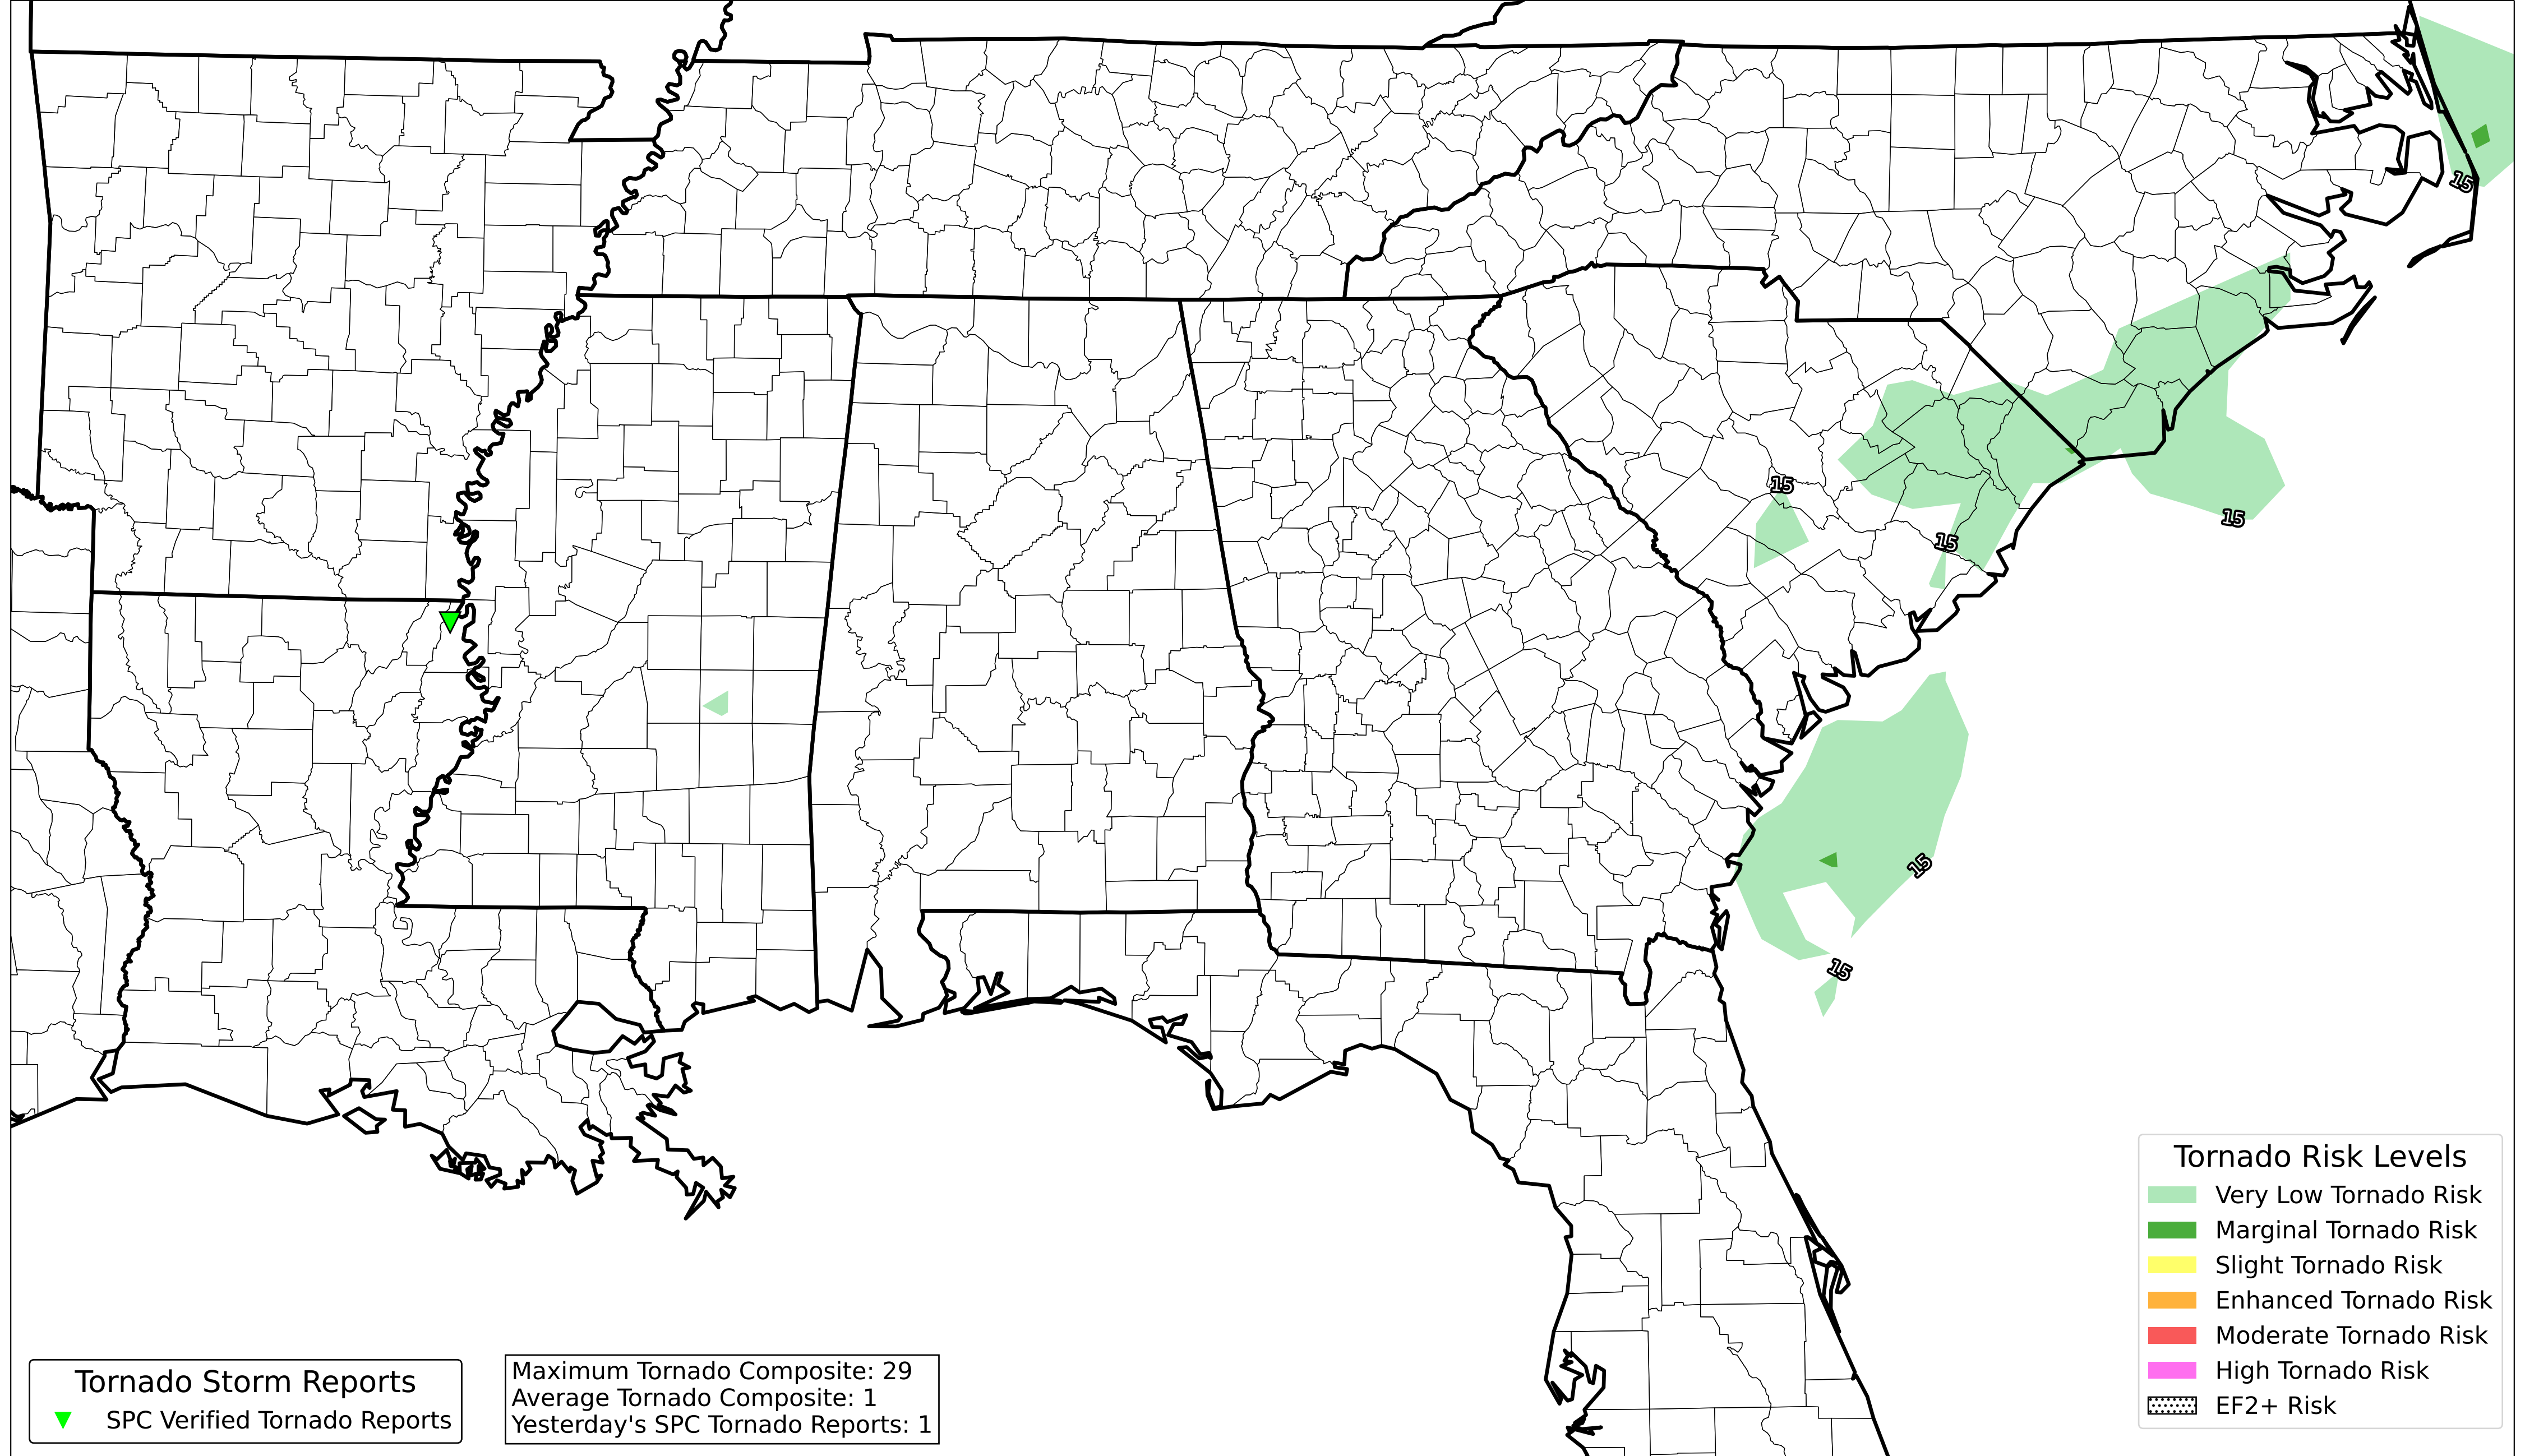 15
15
15
15
15
15
Tornado Risk Levels
Very Low Tornado Risk
Marginal Tornado Risk
Slight Tornado Risk
Enhanced Tornado Risk
Moderate Tornado Risk
High Tornado Risk
EF2+ Risk
Tornado Storm Reports
SPC Verified Tornado Reports
Maximum Tornado Composite: 29
Average Tornado Composite: 1
Yesterday's SPC Tornado Reports: 1